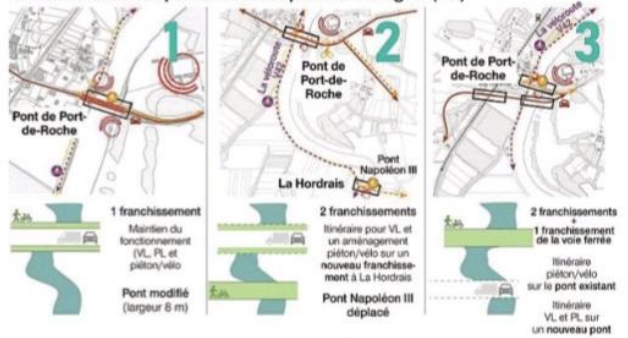 1
Pont de Port-
de-Roche
1 franchissement
Maintien du
fonctionnement
(VL, PL et
piéton/vélo
Pont modifié
(largeur 8 m)
2
La véloroute
V42
Pont de
Port-de-
Roche
Pont
Napoléon III
La Hordrais
2 franchissements
Itinéraire pour VL et
un aménagement
piéton/vélo sur un
nouveau franchisse-
ment à La Hordrais
Pont Napoléon III
déplacé
3
La véloroute
V42
Pont de Port-
de-Roche
2 franchissements
+
1 franchissement
de la voie ferrée
Itinéraire
piéton/vélo
sur le pont existant
Itinéraire
VL et PL sur
un nouveau pont